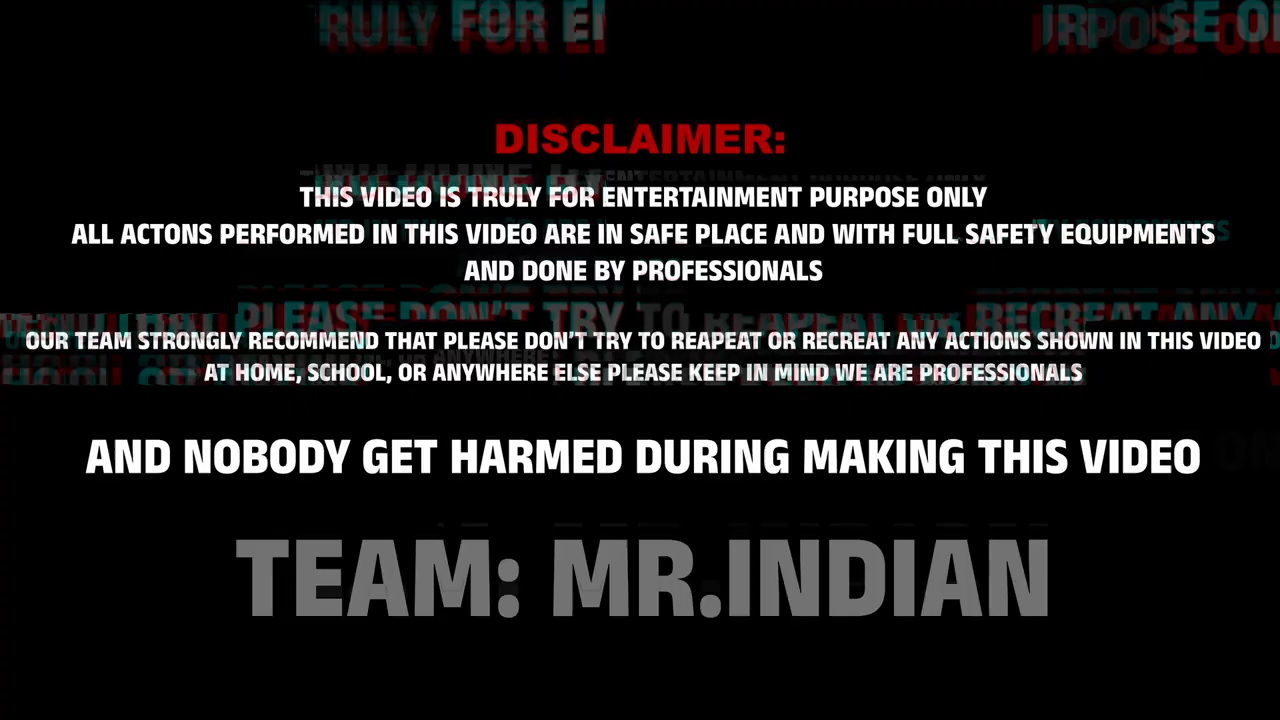 DISCLAIMER:
THIS VIDEO IS TRULY FOR ENTERTAINMENT PURPOSE ONLY
ALL ACTONS PERFORMED IN THIS VIDEO ARE IN SAFE PLACE AND WITH FULL SAFETY EQUIPMENTS
AND DONE BY PROFESSIONALS
OUR TEAM STRONGLY RECOMMEND THAT PLEASE DON'T TRY TO REAPEAT OR RECREAT ANY ACTIONS SHOWN IN THIS VIDEO
AT HOME, SCHOOL, OR ANYWHERE ELSE PLEASE KEEP IN MIND WE ARE PROFESSIONALS
AND NOBODY GET HARMED DURING MAKING THIS VIDEO
TEAM: MR.INDIAN